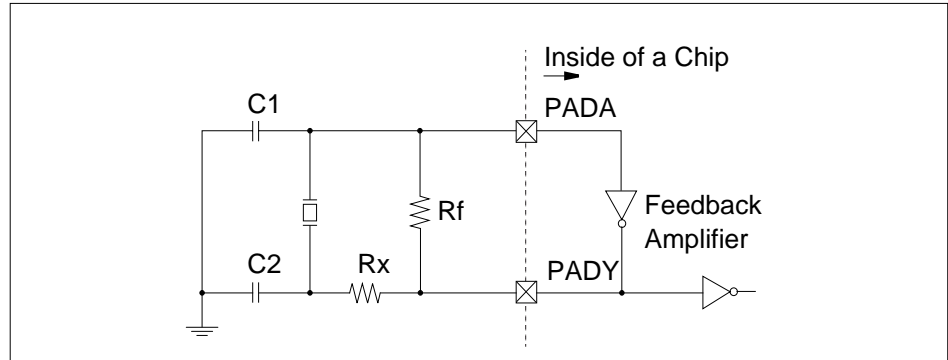 Inside of a Chip
C1
PADA
Rf
Feedback
Amplifier
C2
Rx
PADY